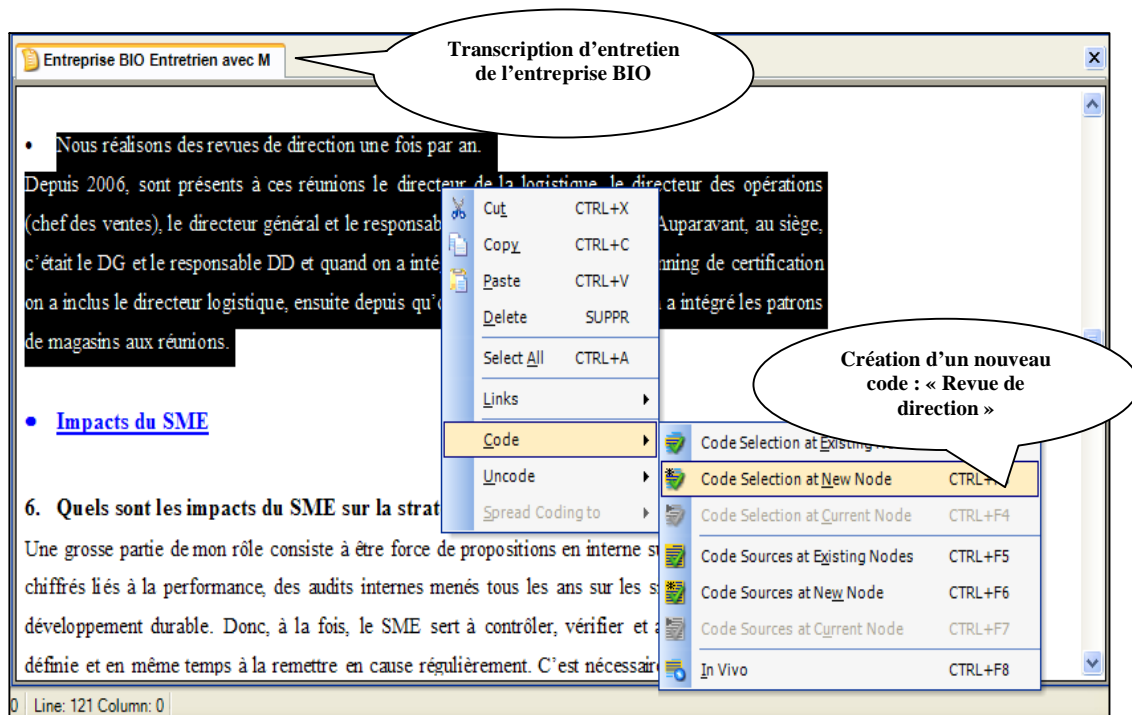 Transcription d’entretien
de l’entreprise BIO
Entreprise BIO Entretrien avec M
• Nous réalisons des revues de direction une fois par an.
Depuis 2006, sont présents à ces réunions le directeur de la logistique, le directeur des opérations
(chef des ventes), le directeur général et le Auparavant, au siège,
c’était le DG et le responsable DD et quand on a de certification
on a inclus le directeur logistique, ensuite depuis a intégré les patrons
de magasins aux réunions.
Cut CTRL+X
Copy CTRL+C
Paste CTRL+V
Delete SUPPR
Select All CTRL+A
Links
Code
Uncode
Spread Coding to
Création d’un nouveau
code : « Revue de
direction »
Code Selection at Existing
Code Selection at New Node
Code Selection at Current Node CTRL+F4
Code Sources at Existing Nodes CTRL+F5
Code Sources at New Node CTRL+F6
Code Sources at Current Node CTRL+F7
In Vivo CTRL+F8
• Impacts du SME
6. Quels sont les impacts du SME sur la
Une grosse partie de mon rôle consiste à être force de propositions en interne
chiffrés liés à la performance, des audits internes menés tous les ans sur les
développement durable. Donc, à la fois, le SME sert à contrôler, vérifier et
définie et en même temps à la remettre en cause régulièrement. C’est
0 Line: 121 Column: 0